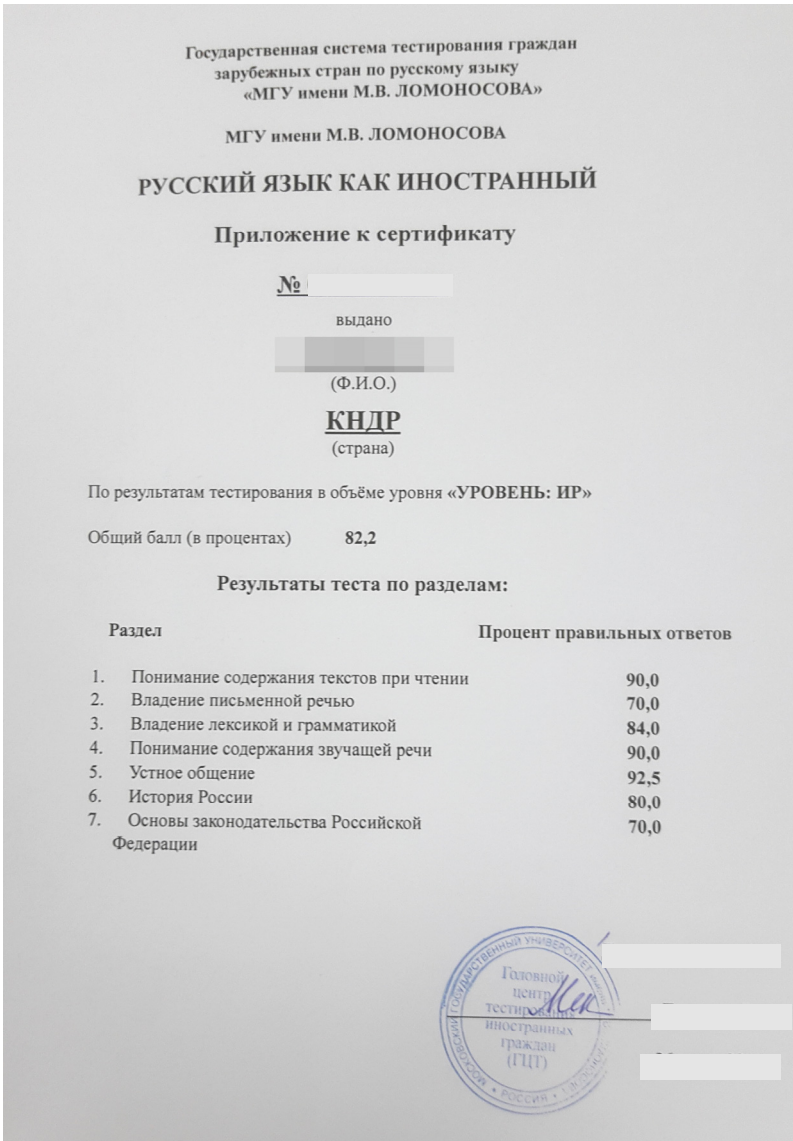 Государственная система тестирования граждан
зарубежных стран по русскому языку
«МГУ имени М.В. ЛОМОНОСОВА»
МГУ имени М.В. ЛОМОНОСОВА
РУССКИЙ ЯЗЫК КАК ИНОСТРАННЫЙ
Приложение к сертификату
№
выдано
(Ф.И.О.)
КНДР
(страна)
По результатам тестирования в объёме уровня «УРОВЕНЬ: ИР»
Общий балл (в процентах) 82,2
Результаты теста по разделам:
Раздел Процент правильных ответов
1. Понимание содержания текстов при чтении 90,0
2. Владение письменной речью 70,0
3. Владение лексикой и грамматикой 84,0
4. Понимание содержания звучащей речи 90,0
5. Устное общение 92,5
6. История России 80,0
7. Основы законодательства Российской 70,0
Федерации
МОСКОВСКИЙ ГОСУДАРСТВЕННЫЙ УНИВЕРСИТЕТ
РОССИЯ
Головной
центр
тестирования
иностранных
граждан
(ГЦТ)